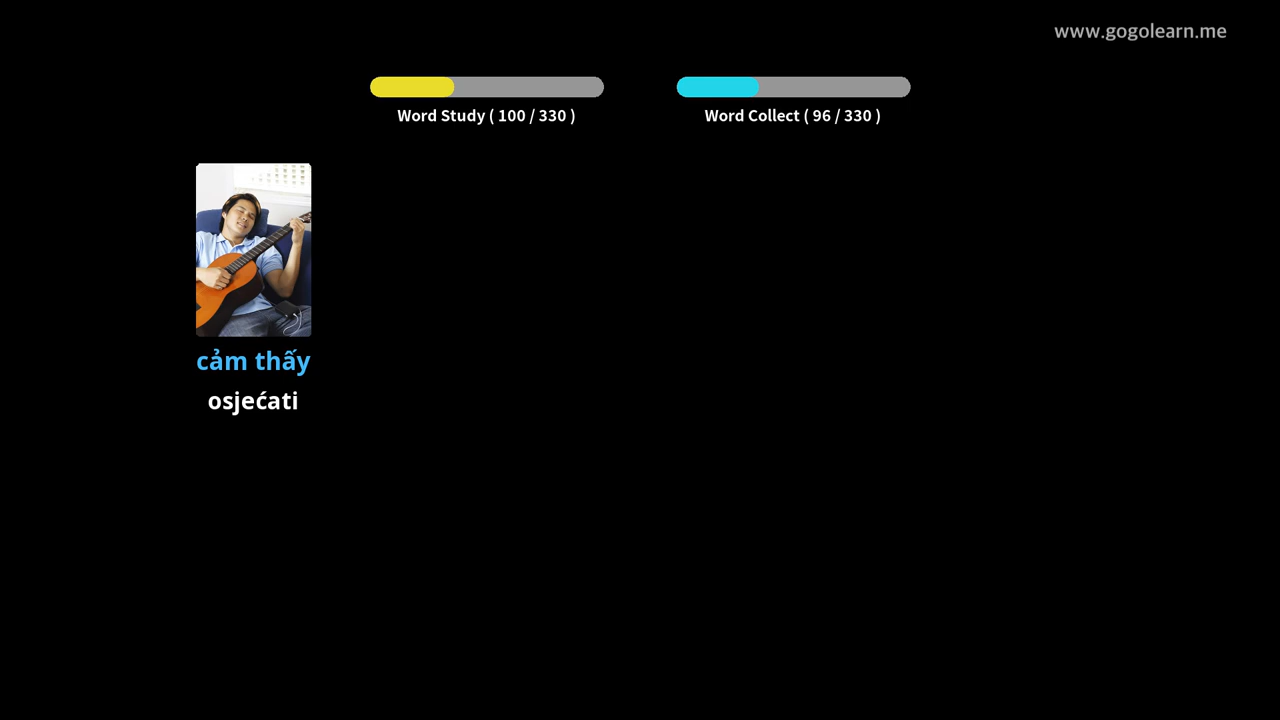 www.gogolearn.me
Word Study ( 100 / 330 )
Word Collect ( 96 / 330 )
cảm thấy
osjećati